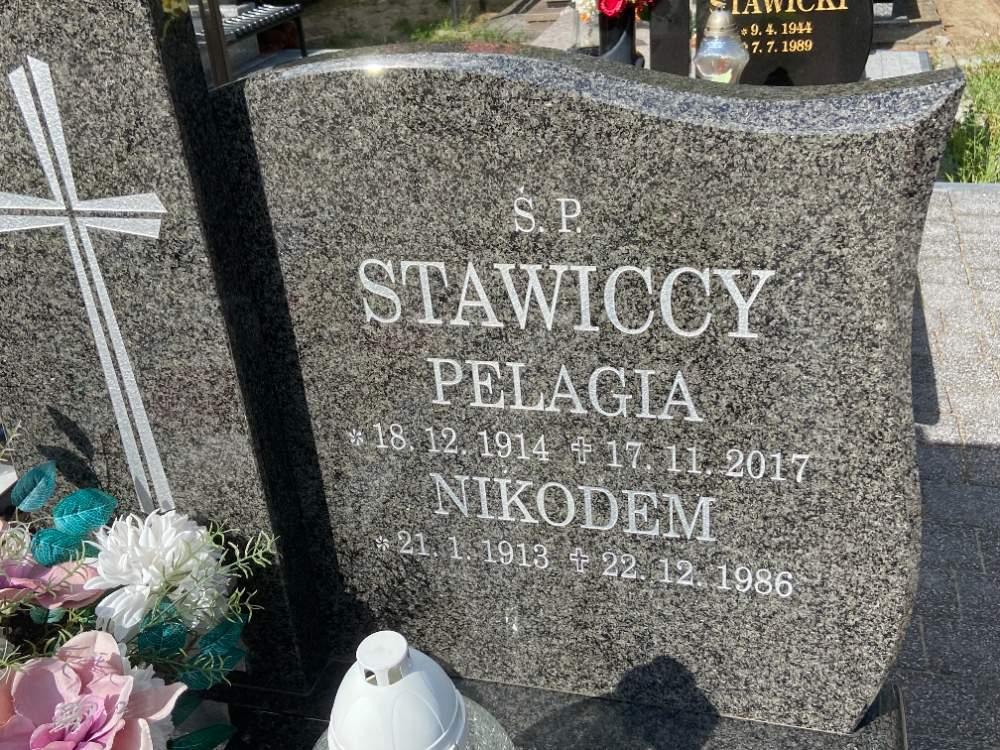 TAWICKI
* 9. 4. 1944
7. 7. 1989
Ś. P.
STAWICCY
PELAGIA
* 18. 12. 1914 ✝ 17. 11. 2017
NIKODEM
* 21. 1. 1913 ✝ 22. 12. 1986